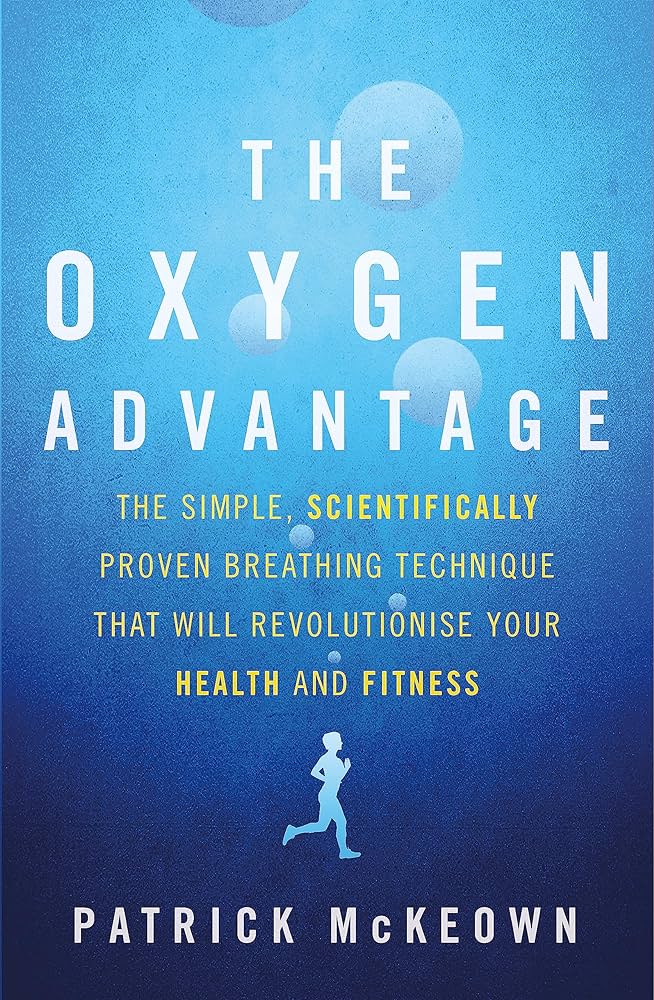 THE
OXYGEN
ADVANTAGE
THE SIMPLE, SCIENTIFICALLY
PROVEN BREATHING TECHNIQUE
THAT WILL REVOLUTIONISE YOUR
HEALTH AND FITNESS
PATRICK McKEOWN